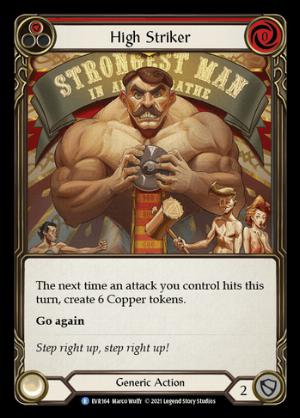 High Striker
0
STRONGEST MAN
IN A ATHE
The next time an attack you control hits this
turn, create 6 Copper tokens.
Go again
Step right up, step right up!
Generic Action
2
R EVR164 Marco Wulfr © 2021 Legend Story Studios